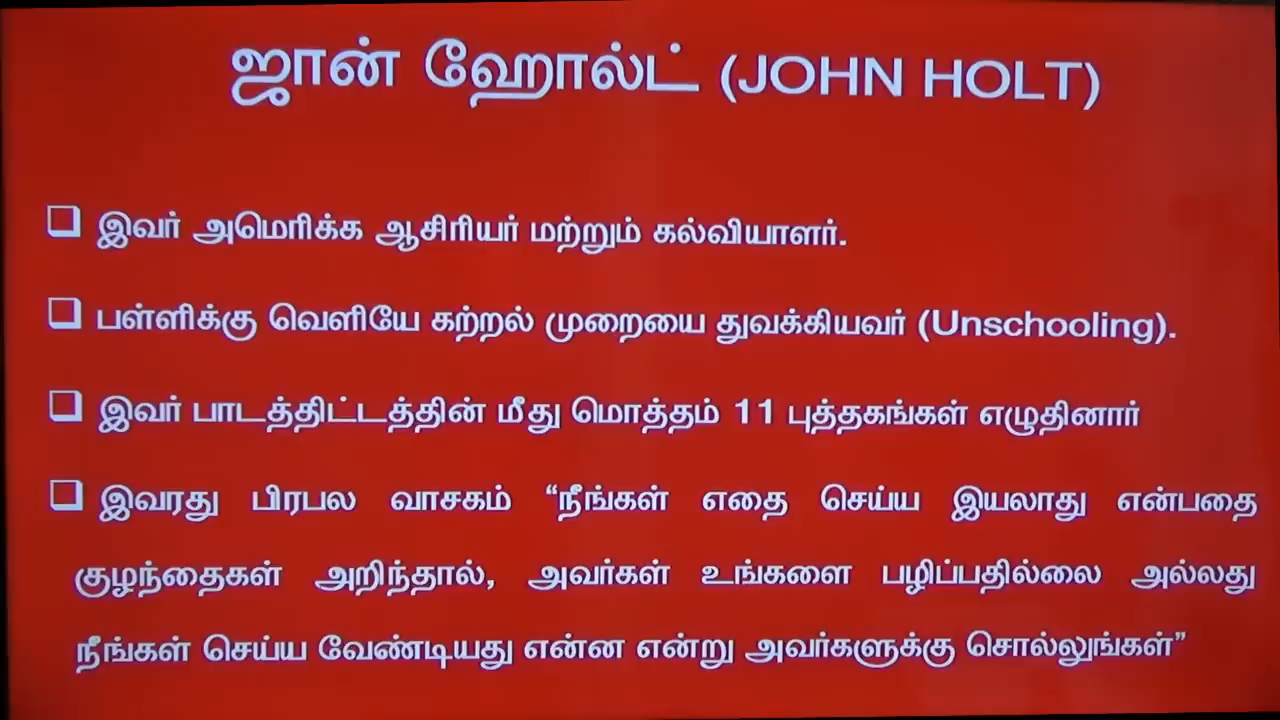 ஜான் ஹோல்ட் (JOHN HOLT)
❑ இவர் அமெரிக்க ஆசிரியர் மற்றும் கல்வியாளர்.
❑ பள்ளிக்கு வெளியே கற்றல் முறையை துவக்கியவர் (Unschooling).
❑ இவர் பாடத்திட்டத்தின் மீது மொத்தம் 11 புத்தகங்கள் எழுதினார்
❑ இவரது பிரபல வாசகம் “நீங்கள் எதை செய்ய இயலாது என்பதை
குழந்தைகள் அறிந்தால், அவர்கள் உங்களை பழிப்பதில்லை அல்லது
நீங்கள் செய்ய வேண்டியது என்ன என்று அவர்களுக்கு சொல்லுங்கள்”